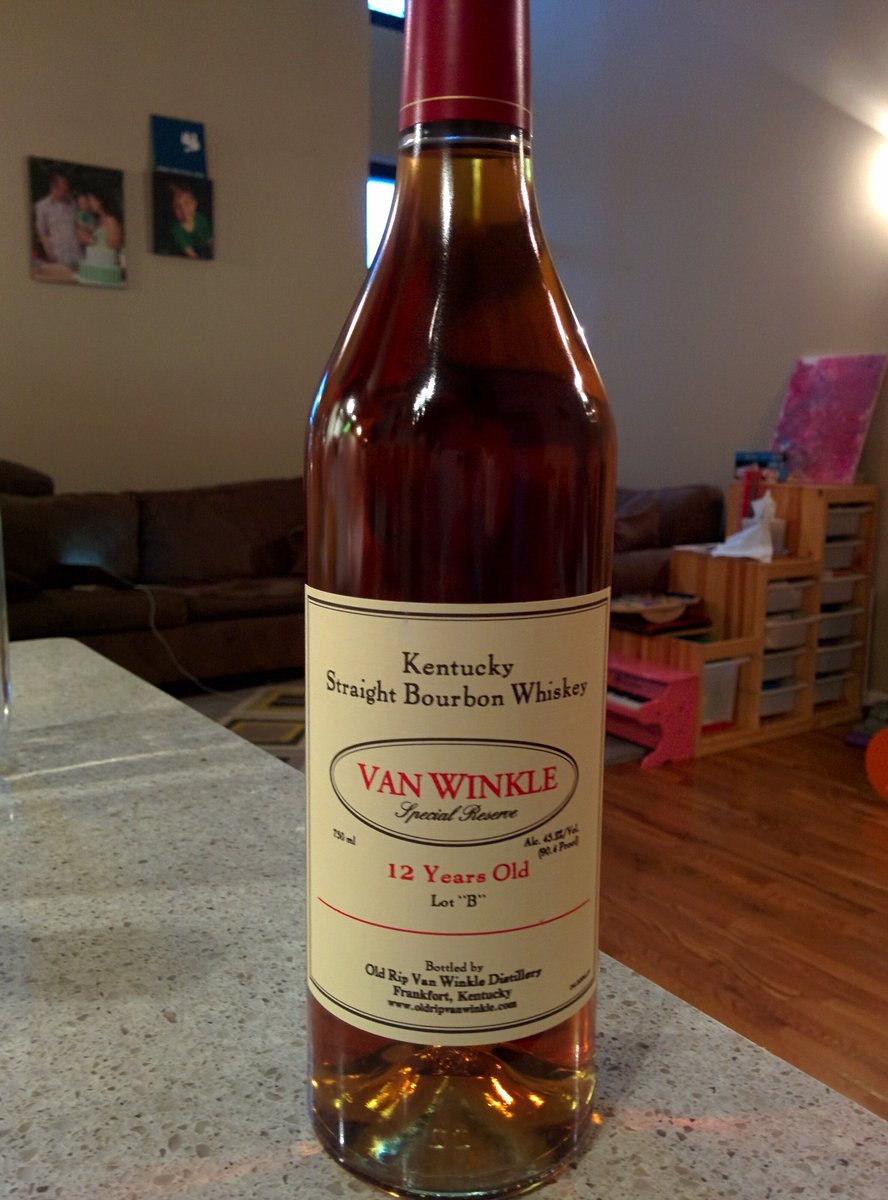 Kentucky
Straight Bourbon Whiskey
VAN WINKLE
Special Reserve
750 ml
Alc. 45.2%/Vol.
(90.4 Proof)
12 Years Old
Lot "B"
Bottled by
Old Rip Van Winkle Distillery
Frankfort, Kentucky
www.oldripvanwinkle.com